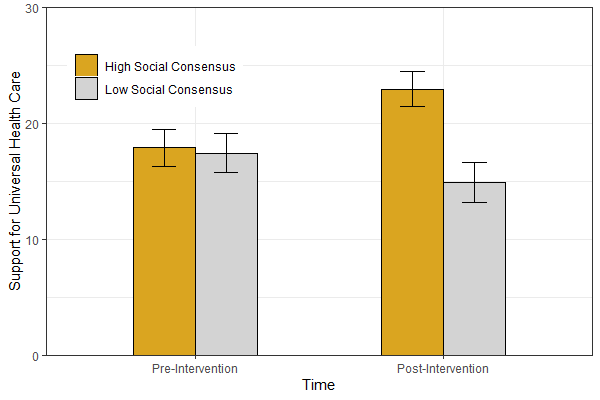 30
20
10
0
Support for Universal Health Care
High Social Consensus
Low Social Consensus
Pre-Intervention
Post-Intervention
Time